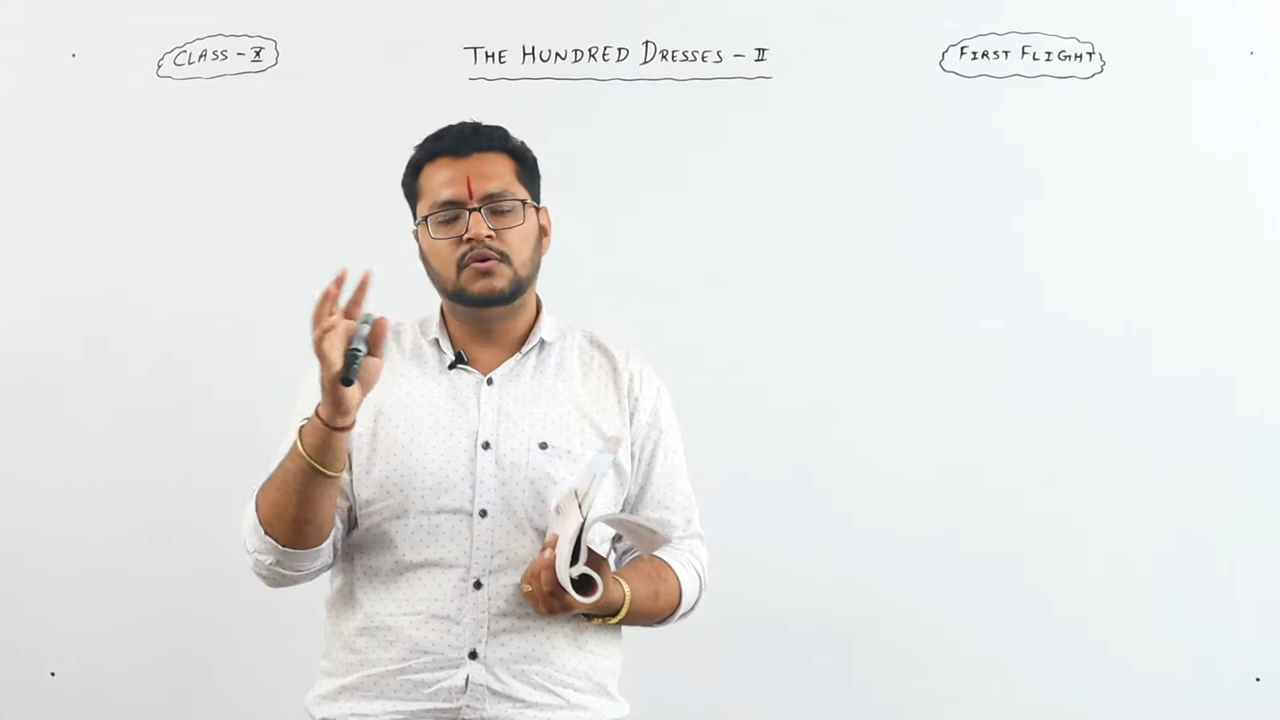 CLASS – X
THE HUNDRED DRESSES – II
FIRST FLIGHT